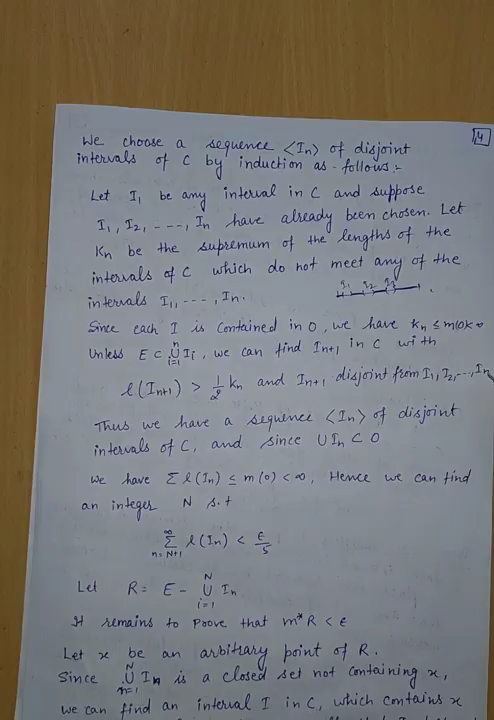 4
We choose a sequence <In> of disjoint
intervals of C by induction as follows:-
Let I1 be any interval in C and suppose
I1, I2, ---, In have already been chosen. Let
Kn be the supremum of the lengths of the
intervals of C which do not meet any of the
intervals I1, ---, In.
Since each I is contained in O, we have kn ≤ m(O)<∞
Unless E ⊂ ∪_{i=1}^{n} Ii, we can find In+1 in C with
l(In+1) > 1/2 kn and In+1 disjoint from I1, I2, ---, In
Thus we have a sequence <In> of disjoint
intervals of C, and since ∪In ⊂ O
we have Σ l(In) ≤ m(O) < ∞, Hence we can find
an integer N s.t
Σ_{n=N+1}^{∞} l(In) < ε/5
Let R = E - ∪_{i=1}^{N} In
It remains to prove that m*R < ε
Let x be an arbitrary point of R.
Since ∪_{n=1}^{N} In is a closed set not containing x,
we can find an interval I in C, which contains x